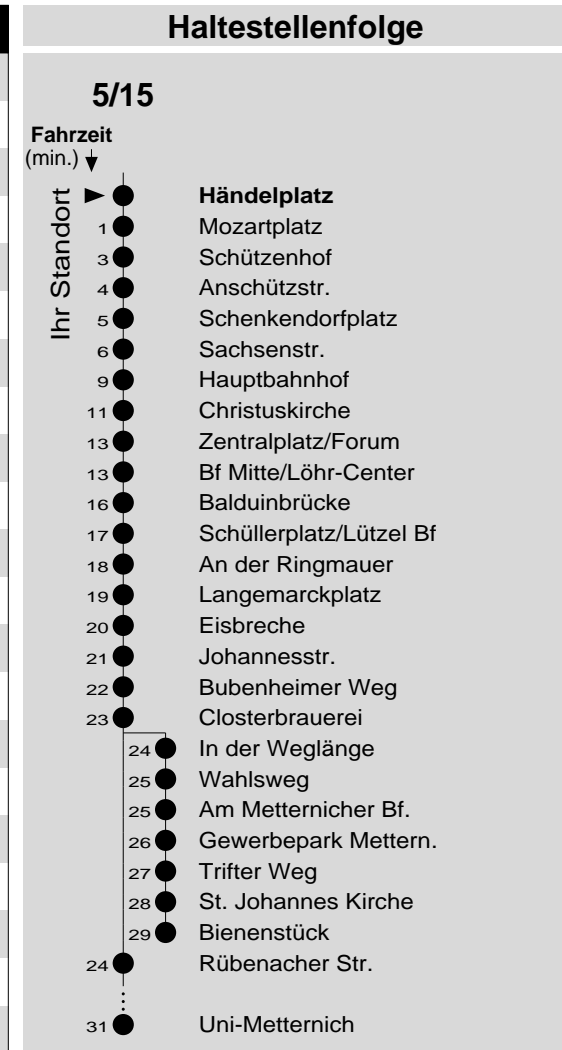 Haltestellenfolge
5/15
Fahrzeit
(min.)
Ihr Standort
Händelplatz
1 Mozartplatz
3 Schützenhof
4 Anschützstr.
5 Schenkendorfplatz
6 Sachsenstr.
9 Hauptbahnhof
11 Christuskirche
13 Zentralplatz/Forum
13 Bf Mitte/Löhr-Center
16 Balduinbrücke
17 Schüllerplatz/Lützel Bf
18 An der Ringmauer
19 Langemarckplatz
20 Eisbreche
21 Johannesstr.
22 Bubenheimer Weg
23 Closterbrauerei
24 In der Weglänge
25 Wahlsweg
25 Am Metternicher Bf.
26 Gewerbepark Mettern.
27 Trifter Weg
28 St. Johannes Kirche
29 Bienenstück
24 Rübenacher Str.
31 Uni-Metternich